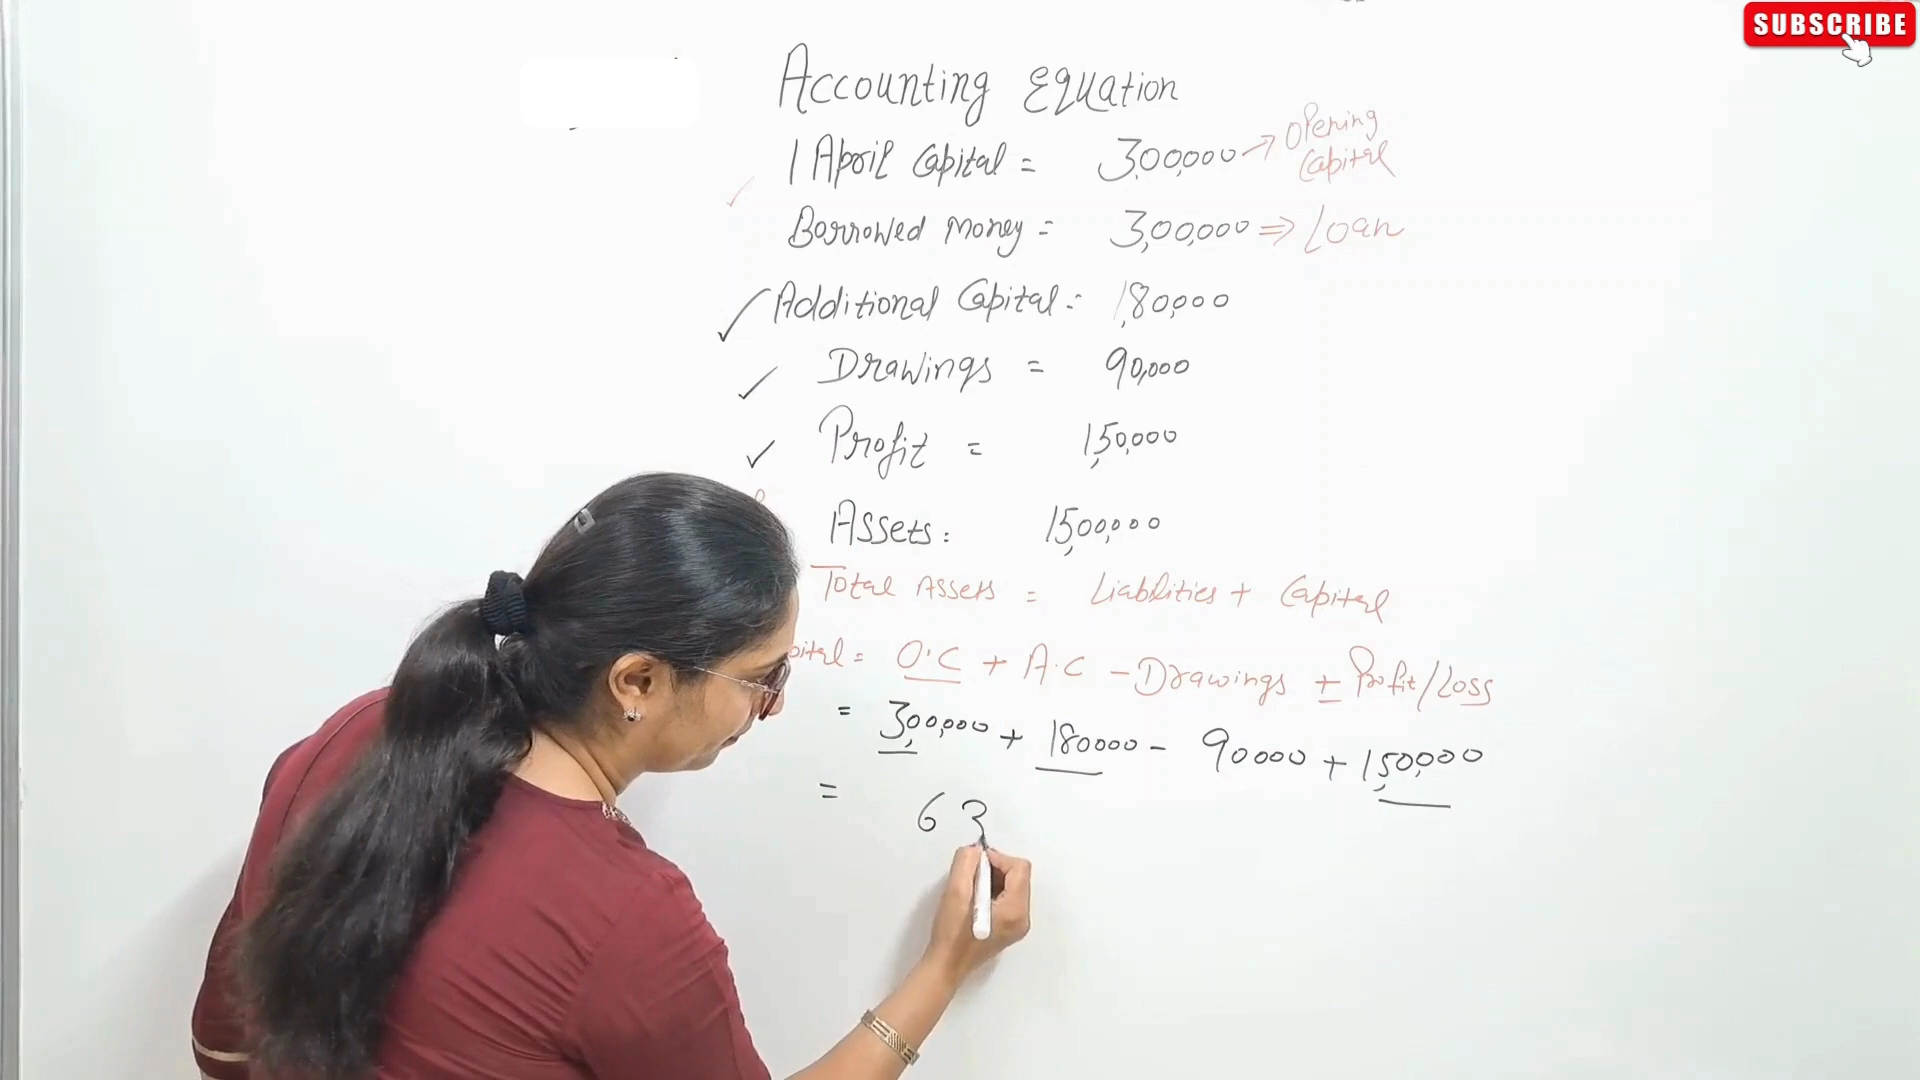 SUBSCRIBE
Accounting Equation
1 April Capital = 3,00,000 → Opening Capital
Borrowed Money = 3,00,000 ⇒ Loan
✓ Additional Capital = 1,80,000
✓ Drawings = 90,000
✓ Profit = 1,50,000
Assets = 15,00,000
Total Assets = Liablities + Capital
pital = O.C + A.C - Drawings ± Profit/Loss
= 3,00,000 + 180000 - 90000 + 1,50,000
= 63